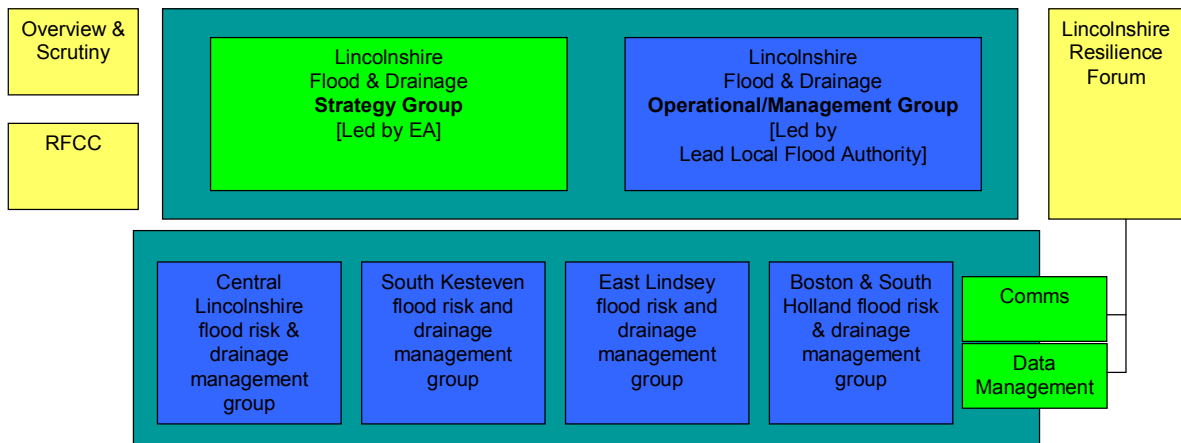 Overview &
Scrutiny
RFCC
Lincolnshire
Flood & Drainage
Strategy Group
[Led by EA]
Lincolnshire
Flood & Drainage
Operational/Management Group
[Led by
Lead Local Flood Authority]
Lincolnshire
Resilience
Forum
Central
Lincolnshire
flood risk &
drainage
management
group
South Kesteven
flood risk and
drainage
management
group
East Lindsey
flood risk and
drainage
management
group
Boston & South
Holland flood risk
& drainage
management
group
Comms
Data
Management